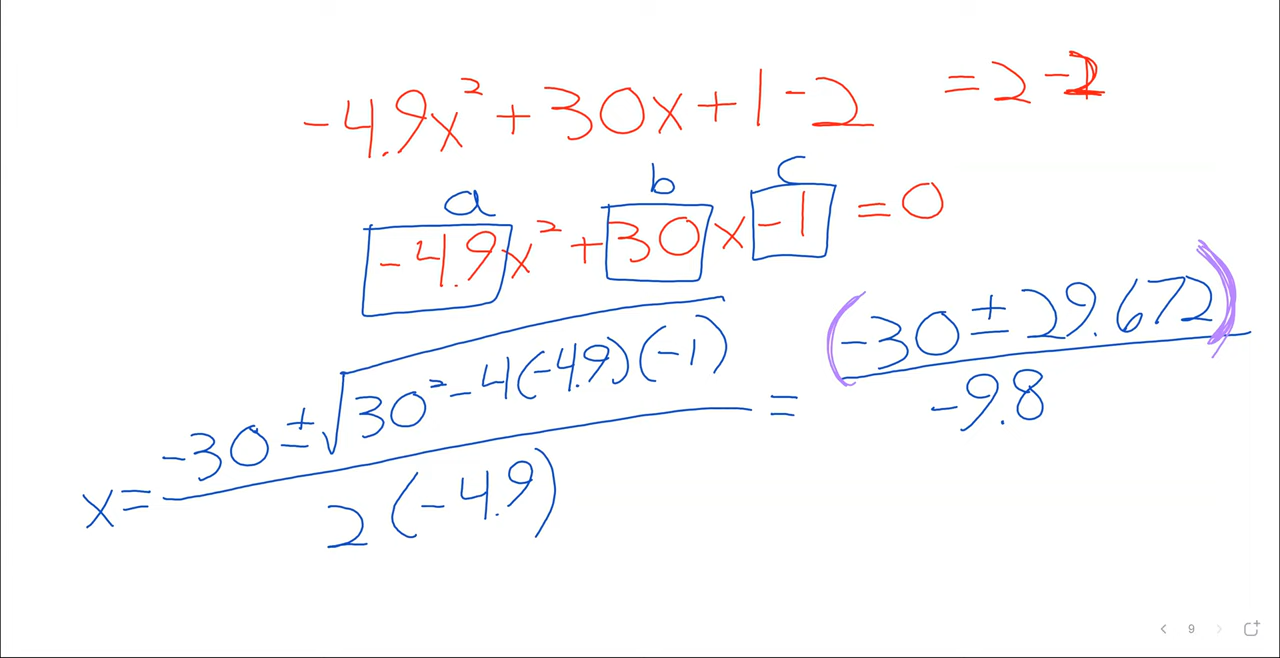 -4.9x² + 30x + 1 - 2 = 2 - 2
a b c
-4.9x² + 30x - 1 = 0
x = (-30 ± √(30² - 4(-4.9)(-1))) / (2(-4.9)) = (-30 ± 29.672) / -9.8
9